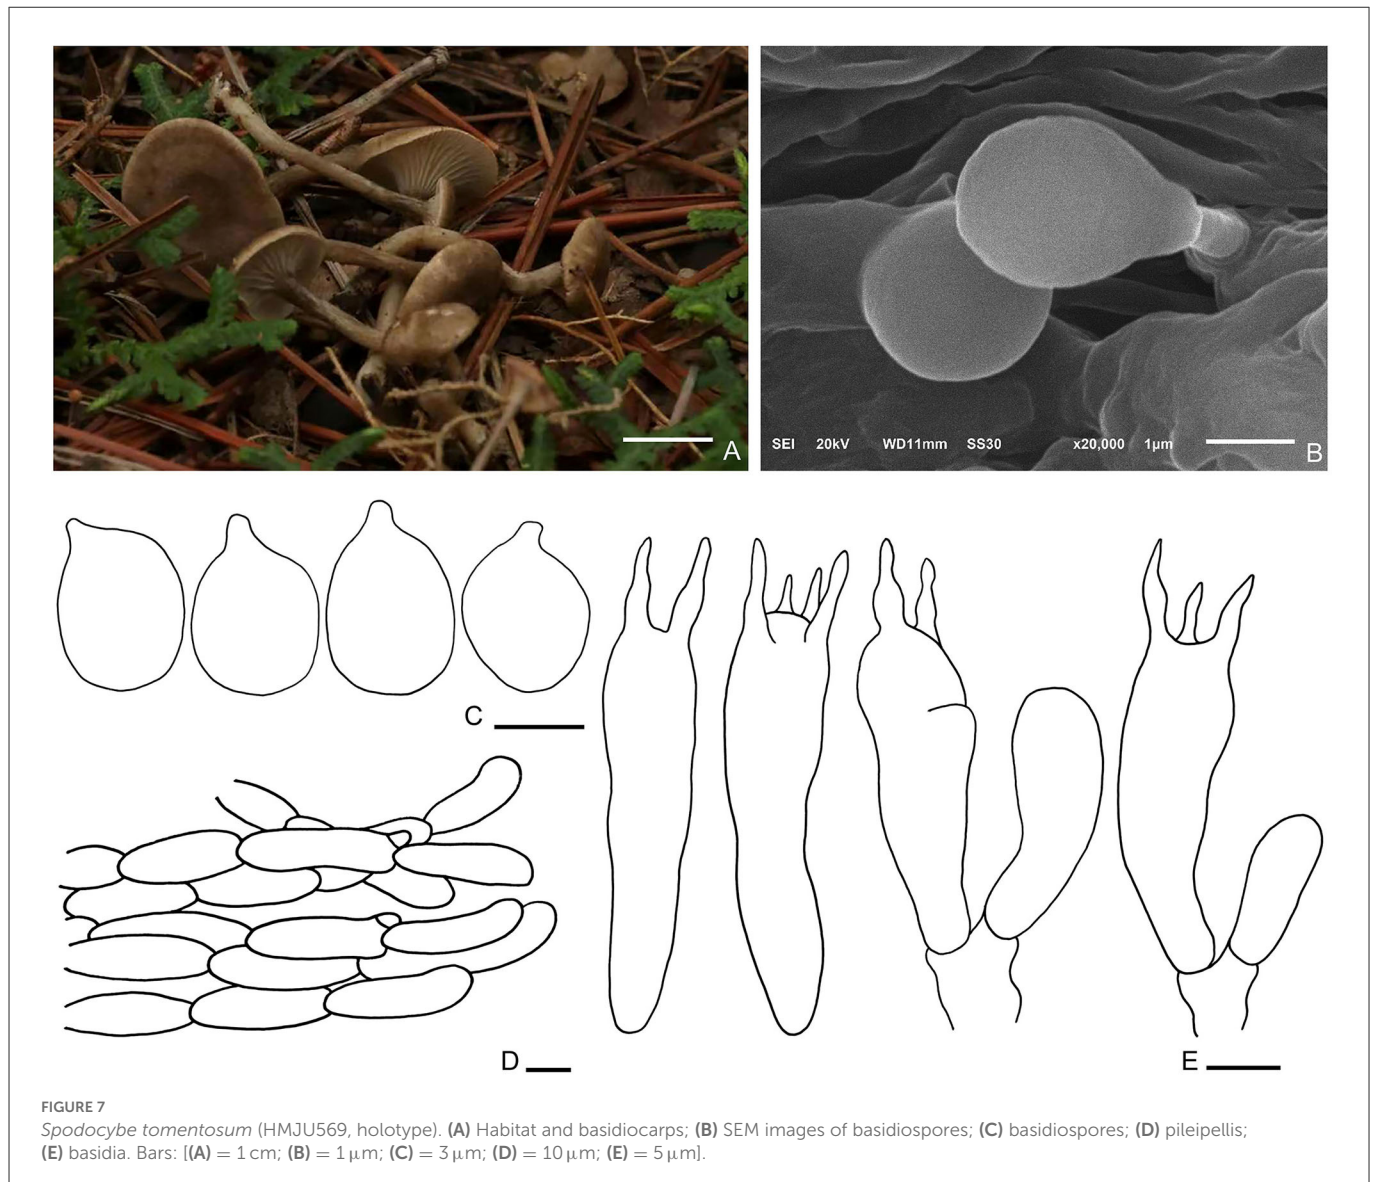 A
SEI 20kV WD11mm SS30 x20,000 1μm
B
C
D
E
FIGURE 7
Spodocybe tomentosum (HMJU569, holotype). (A) Habitat and basidiocarps; (B) SEM images of basidiospores; (C) basidiospores; (D) pileipellis;
(E) basidia. Bars: [(A) = 1 cm; (B) = 1 μm; (C) = 3 μm; (D) = 10 μm; (E) = 5 μm].